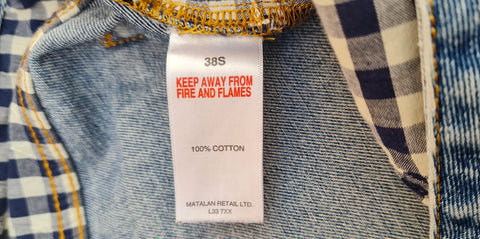 38S
KEEP AWAY FROM
FIRE AND FLAMES
100% COTTON
MATALAN RETAIL LTD.
L33 7XX